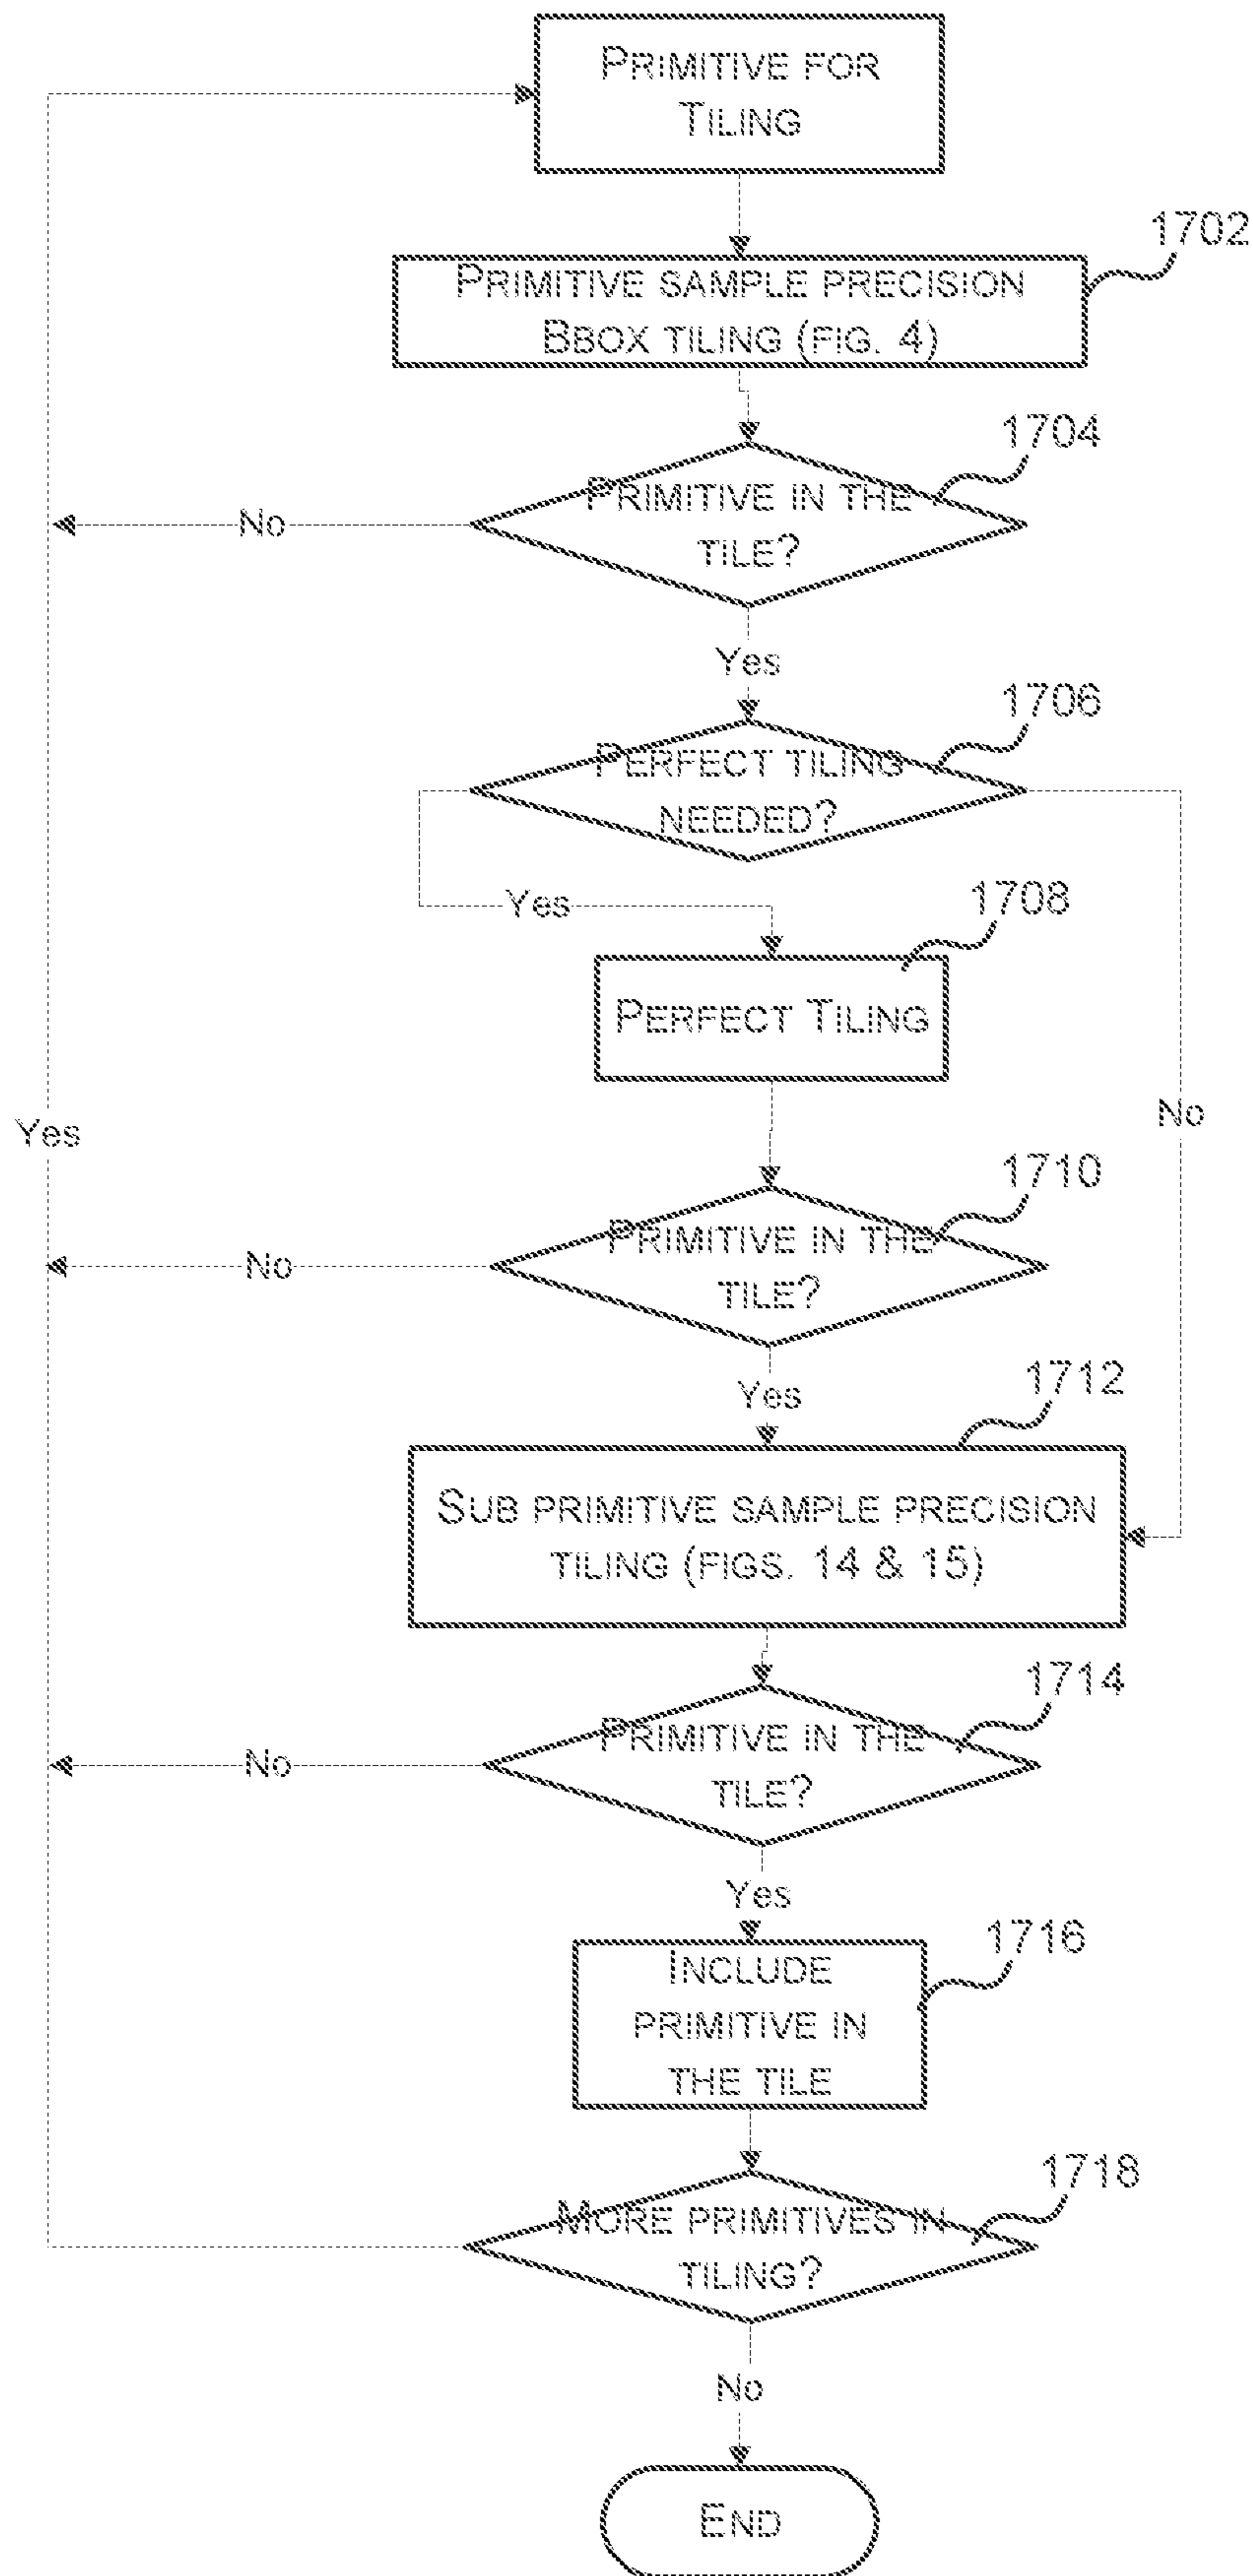 PRIMITIVE FOR
TILING
1702
PRIMITIVE SAMPLE PRECISION
BBOX TILING (FIG. 4)
1704
PRIMITIVE IN THE
TILE?
No
Yes
1706
PERFECT TILING
NEEDED?
Yes
1708
PERFECT TILING
No
Yes
1710
PRIMITIVE IN THE
TILE?
No
Yes
1712
SUB PRIMITIVE SAMPLE PRECISION
TILING (FIGS. 14 & 15)
1714
PRIMITIVE IN THE
TILE?
No
Yes
1716
INCLUDE
PRIMITIVE IN
THE TILE
1718
MORE PRIMITIVES IN
TILING?
No
END